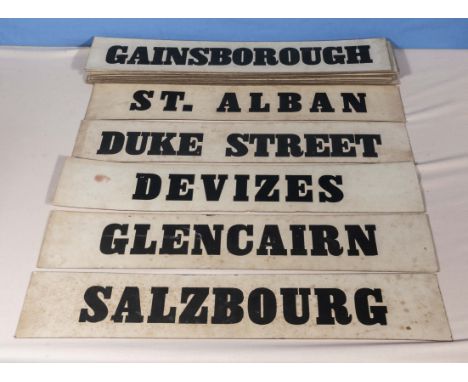 GAINSBOROUGH
ST. ALBAN
DUKE STREET
DEVIZES
GLENCAIRN
SALZBOURG